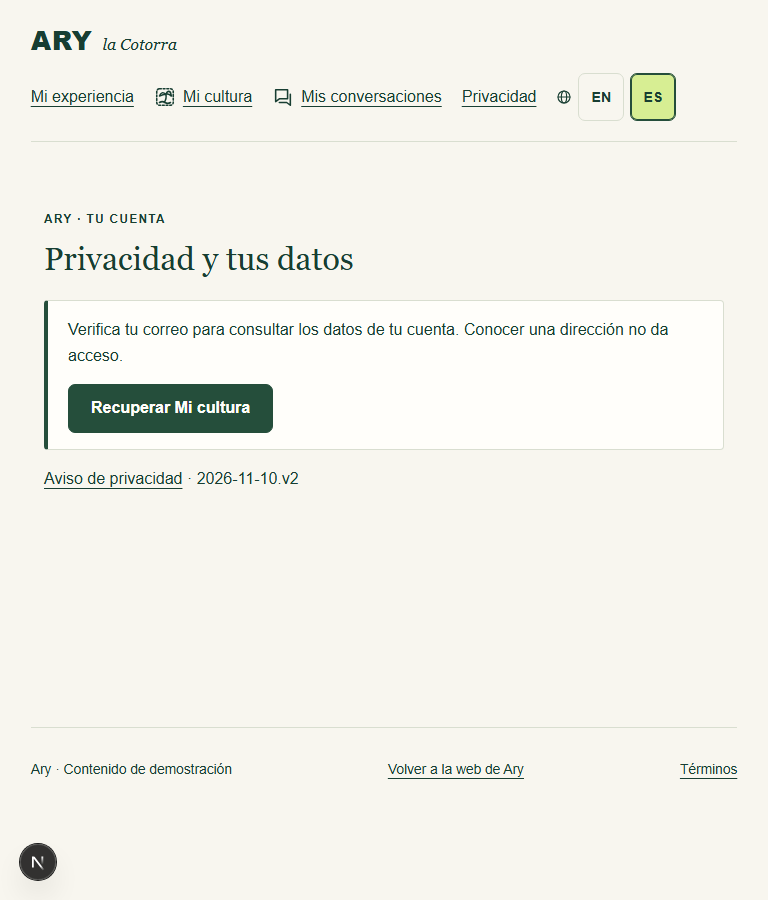 ARY la Cotorra
Mi experiencia Mi cultura Mis conversaciones Privacidad EN ES
ARY · TU CUENTA
Privacidad y tus datos
Verifica tu correo para consultar los datos de tu cuenta. Conocer una dirección no da
acceso.
Recuperar Mi cultura
Aviso de privacidad · 2026-11-10.v2
Ary · Contenido de demostración Volver a la web de Ary Términos
N